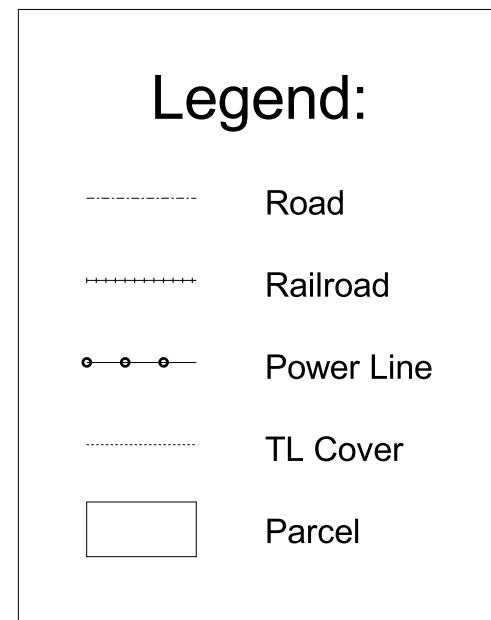 Legend:
Road
Railroad
Power Line
TL Cover
Parcel